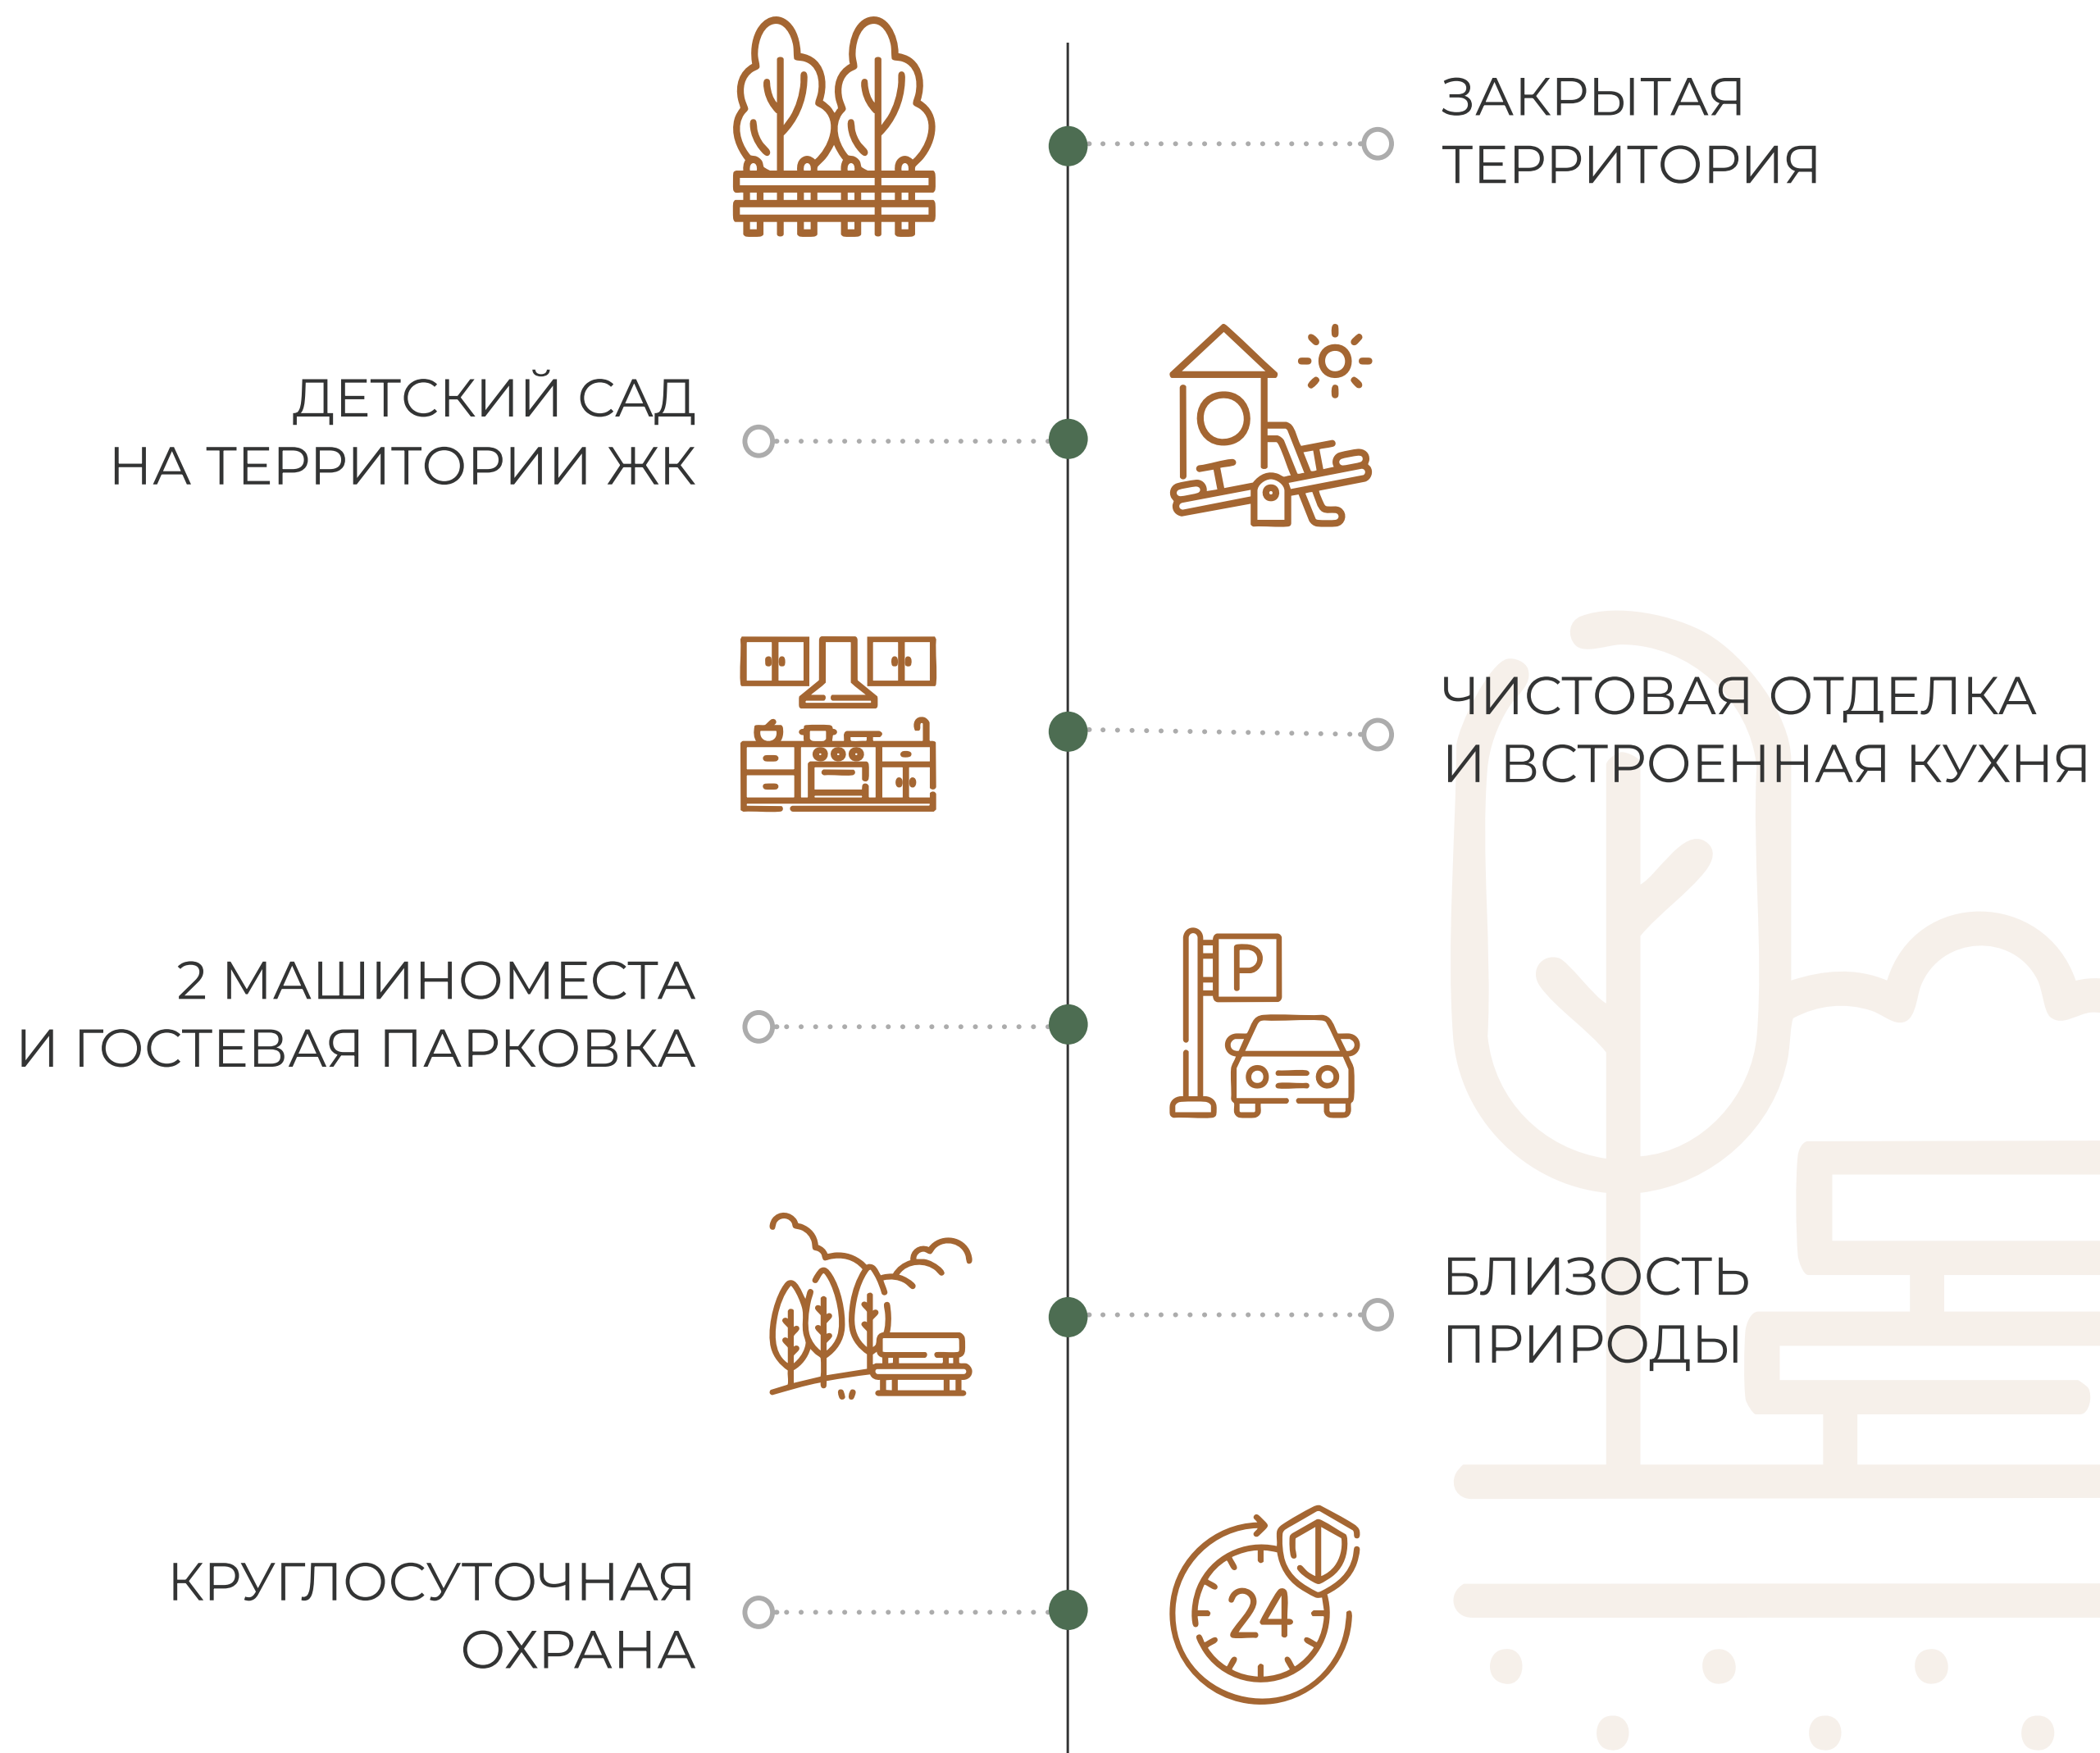 ЗАКРЫТАЯ
ТЕРРИТОРИЯ
ДЕТСКИЙ САД
НА ТЕРРИТОРИИ ЖК
ЧИСТОВАЯ ОТДЕЛКА
И ВСТРОЕННАЯ КУХНЯ
P
2 МАШИНОМЕСТА
И ГОСТЕВАЯ ПАРКОВКА
БЛИЗОСТЬ
ПРИРОДЫ
24
КРУГЛОСУТОЧНАЯ
ОХРАНА